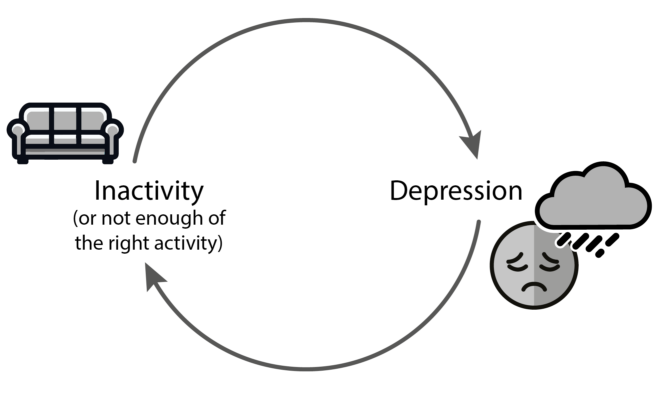 Inactivity
(or not enough of
the right activity)
Depression